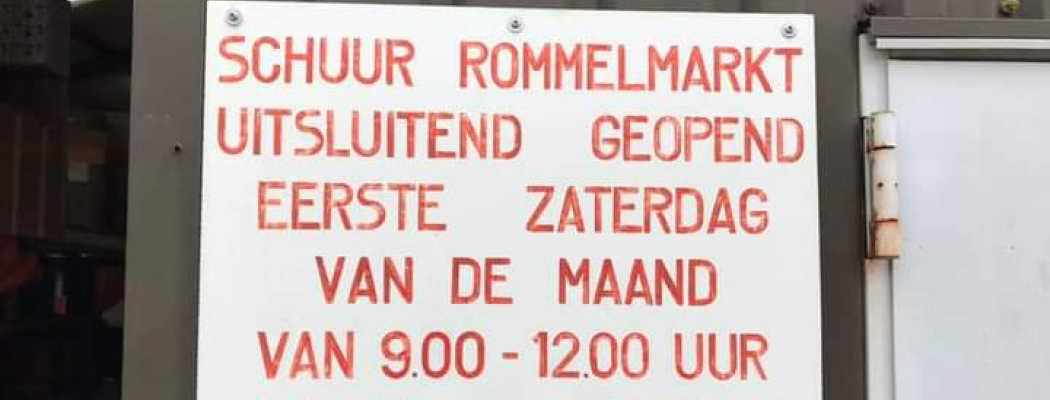 SCHUUR ROMMELMARKT
UITSLUITEND GEOPEND
EERSTE ZATERDAG
VAN DE MAAND
VAN 9.00 - 12.00 UUR